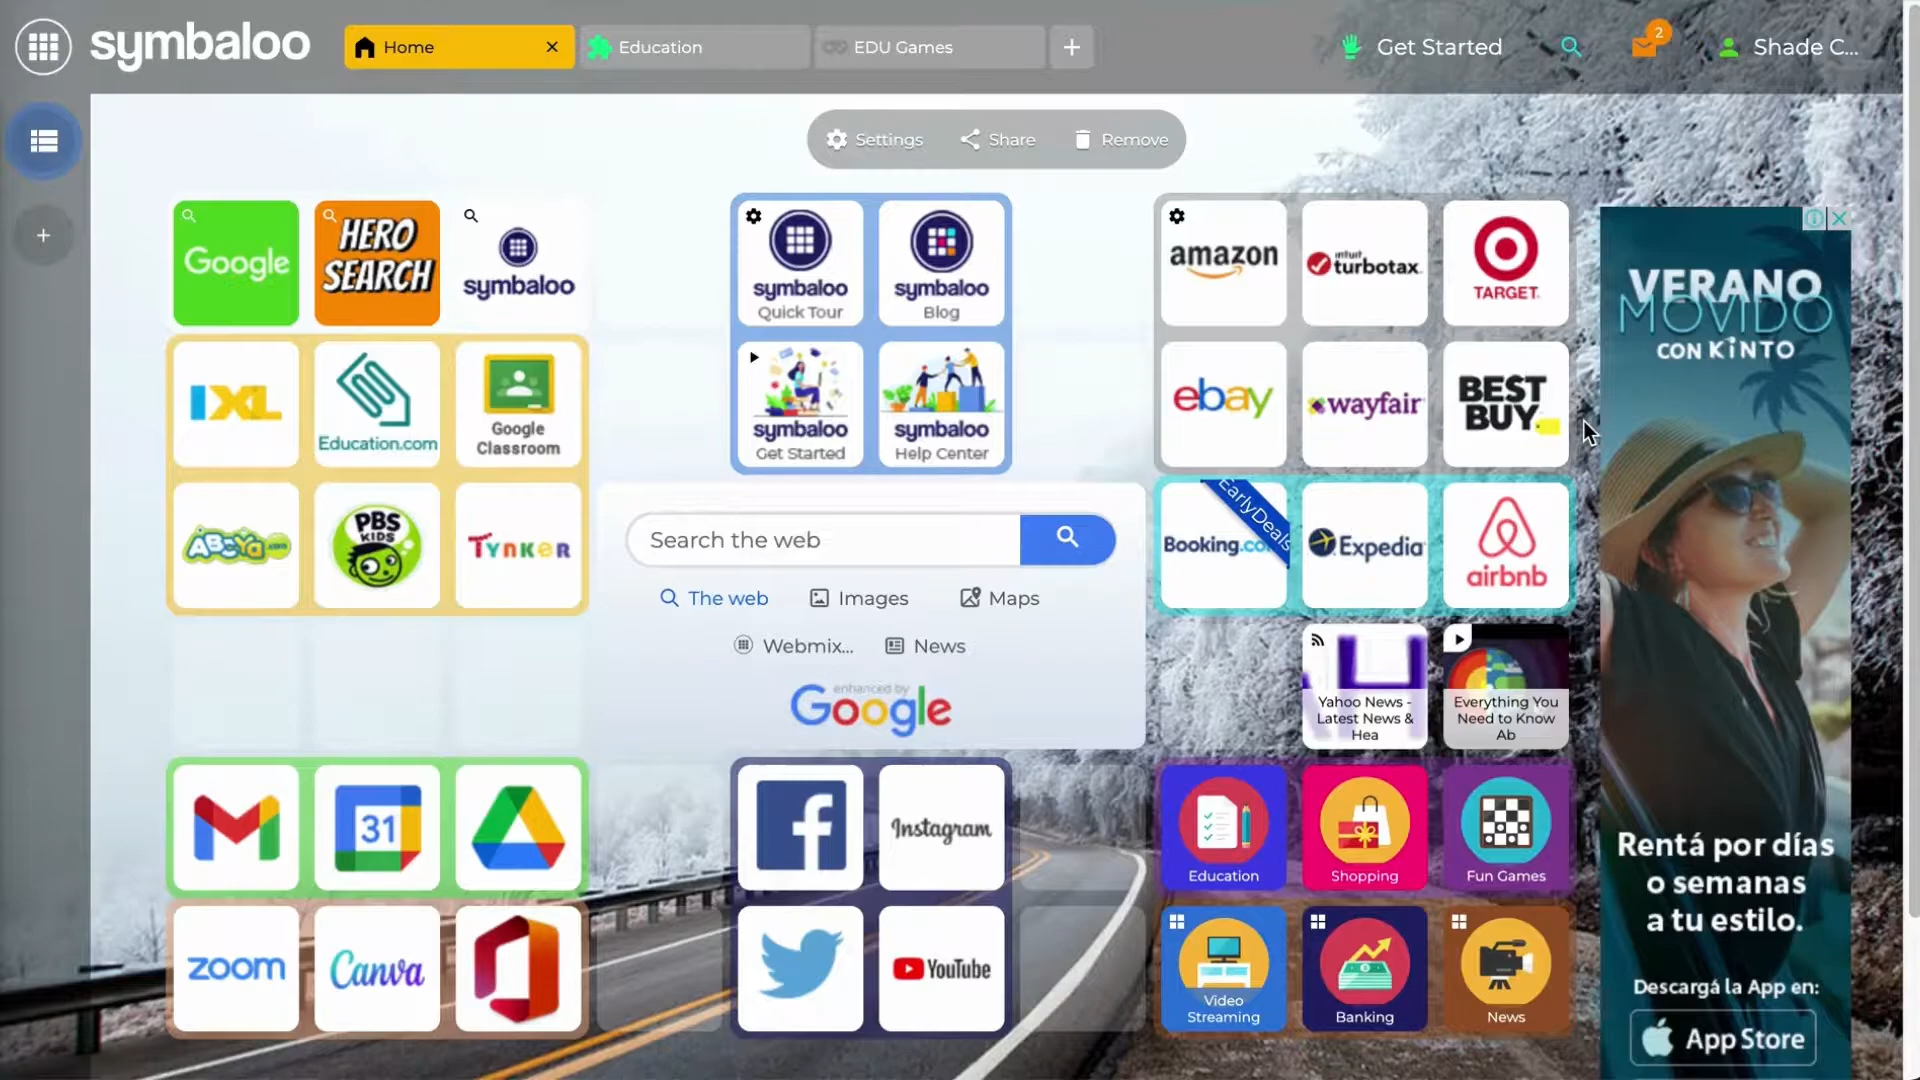 symbaloo
Home
Education
EDU Games
Get Started
2
Shade C...
Settings
Share
Remove
Google
HERO
SEARCH
symbaloo
symbaloo
Quick Tour
symbaloo
Blog
amazon
intuit
turbotax
TARGET
IXL
Education.com
Google
Classroom
symbaloo
Get Started
symbaloo
Help Center
ebay
wayfair
BEST
BUY
ABCYa.com
PBS
KIDS
TYNKER
Search the web
The web
Images
Maps
Webmix...
News
enhanced by
Google
EarlyDeals
Booking.co
Expedia
airbnb
Yahoo News -
Latest News &
Hea
Everything You
Need to Know
Ab
31
f
Instagram
Education
Shopping
Fun Games
zoom
Canva
YouTube
Video
Streaming
Banking
News
VERANO
MOVIDO
CON KINTO
Rentá por días
o semanas
a tu estilo.
Descargá la App en:
App Store